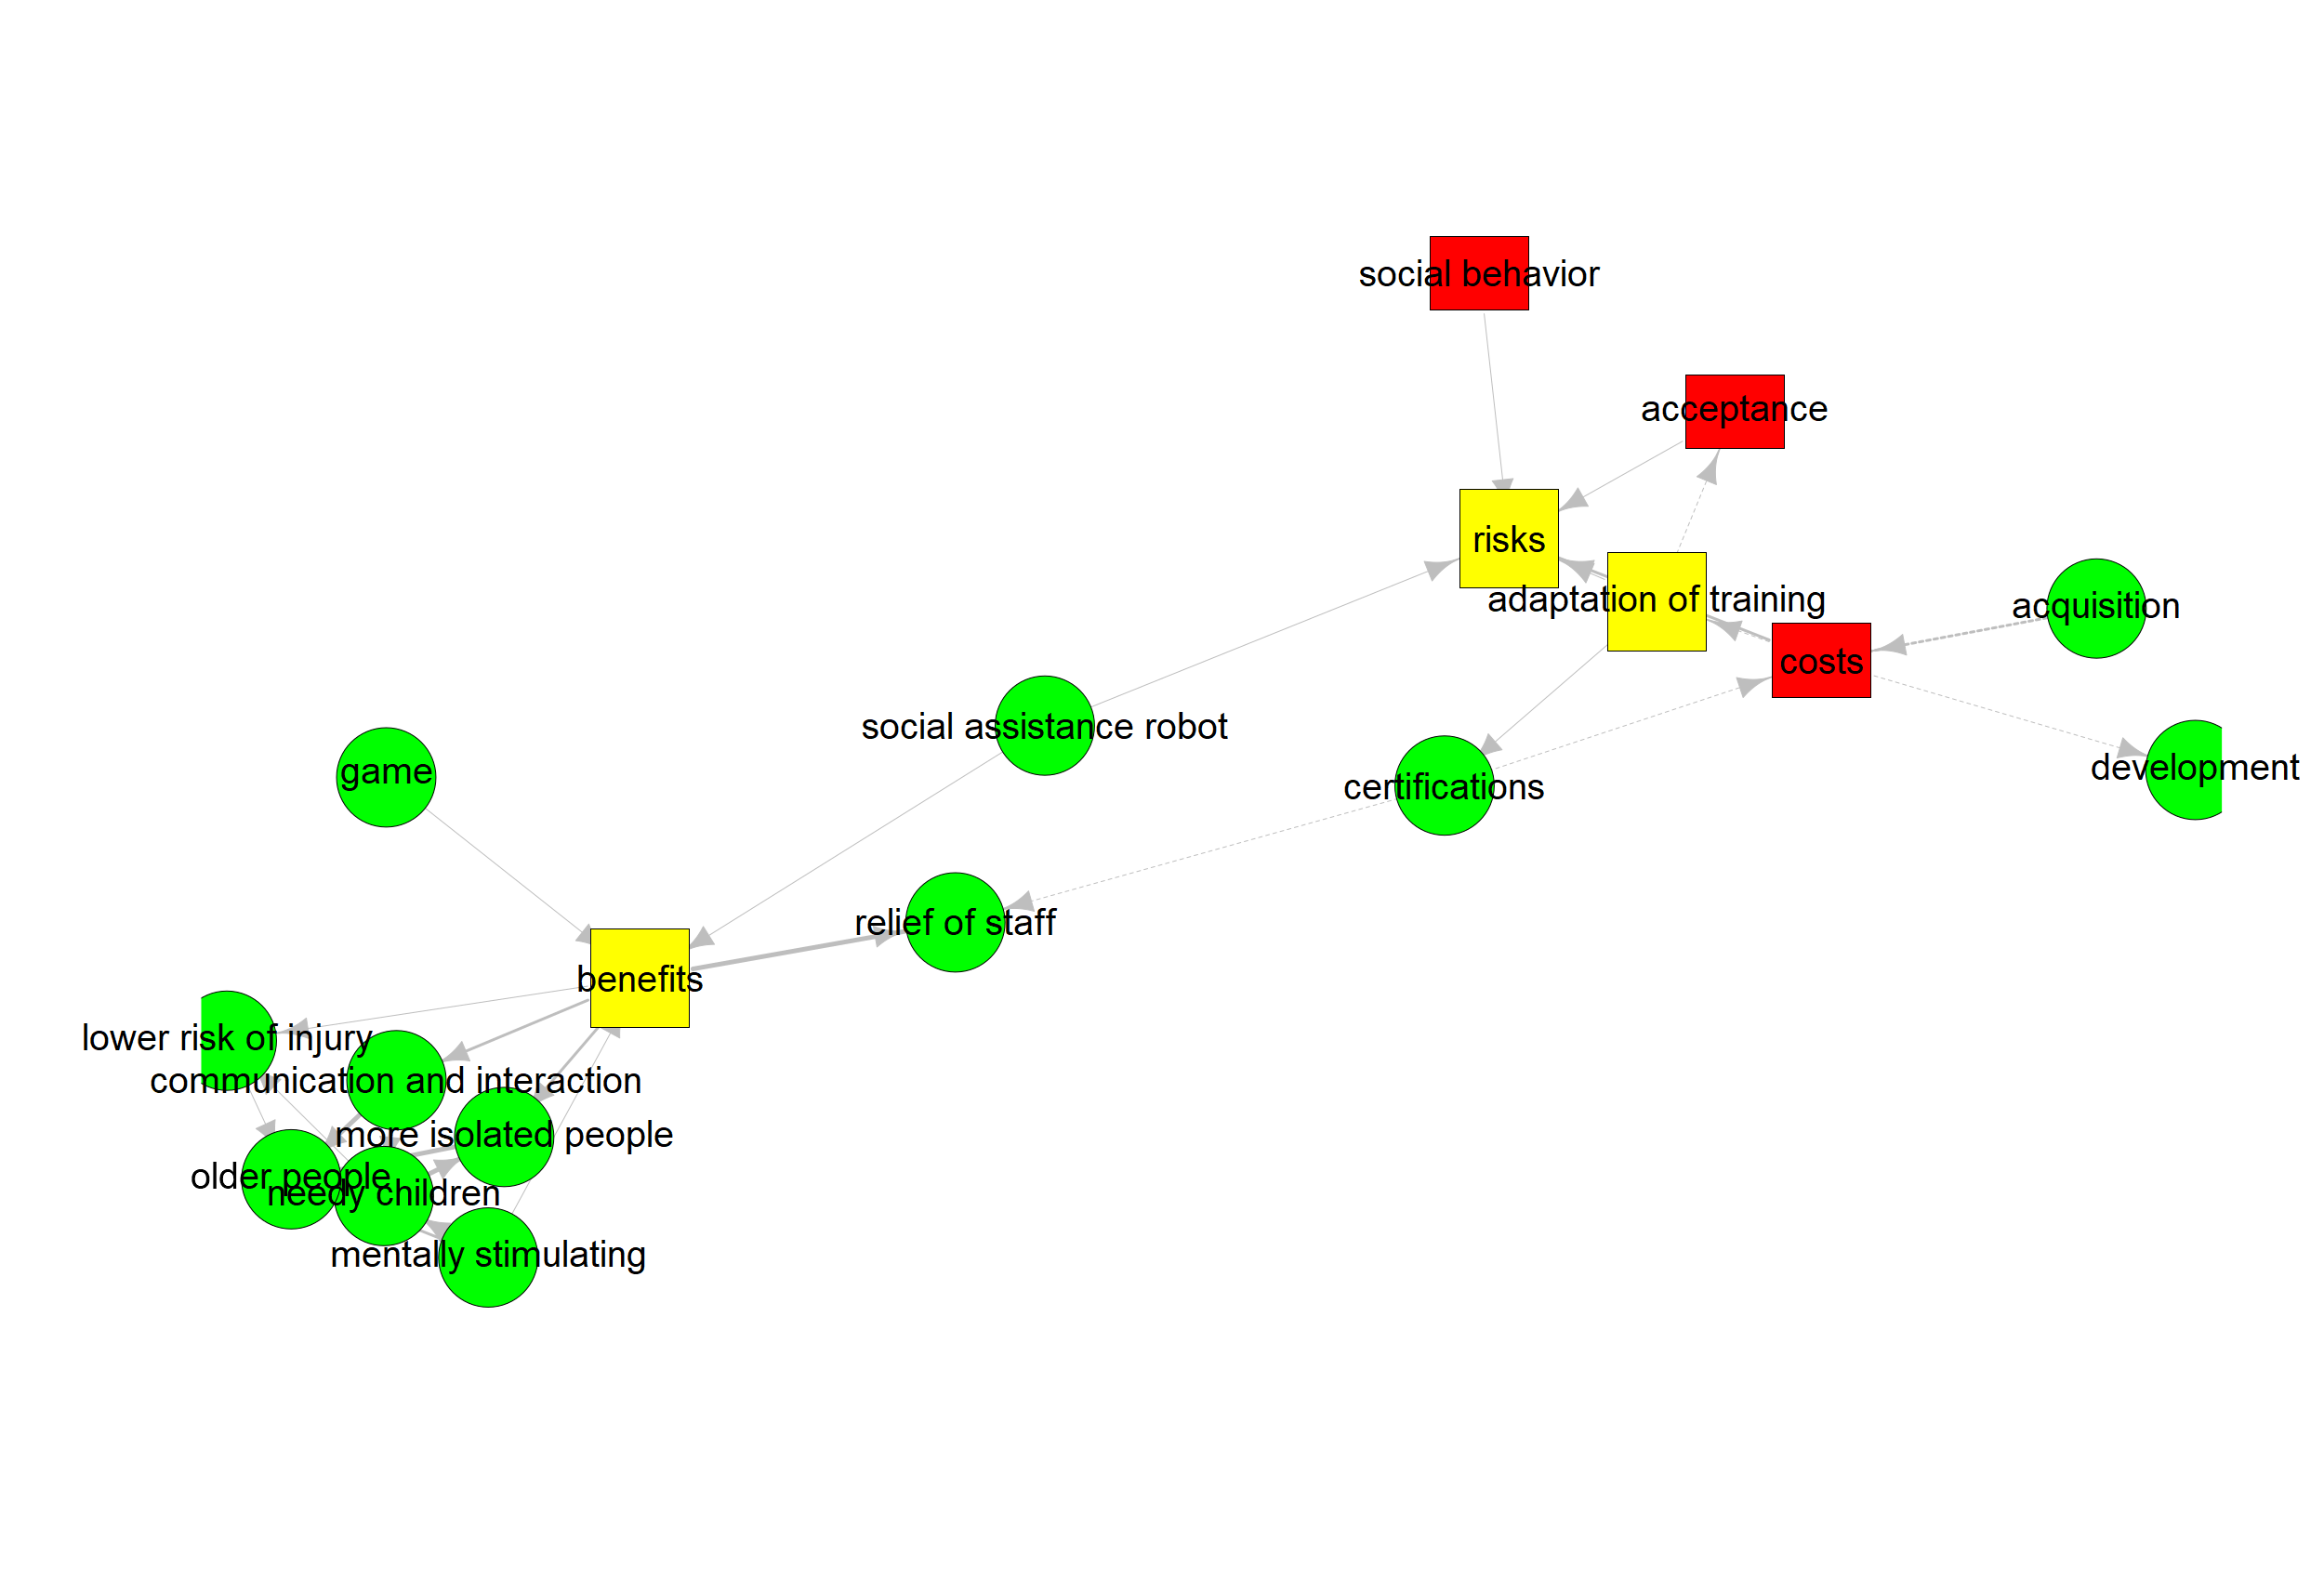 social behavior
acceptance
risks
adaptation of training
acquisition
costs
social assistance robot
development
game
certifications
relief of staff
benefits
lower risk of injury
communication and interaction
more isolated people
older people
needy children
mentally stimulating